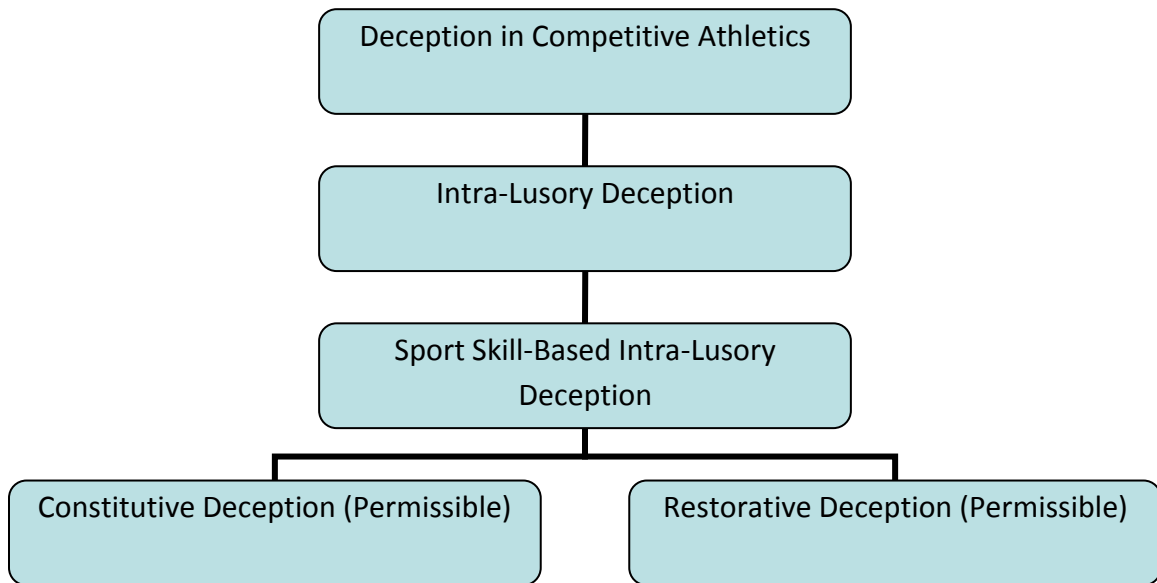 Deception in Competitive Athletics
Intra-Lusory Deception
Sport Skill-Based Intra-Lusory
Deception
Constitutive Deception (Permissible)
Restorative Deception (Permissible)